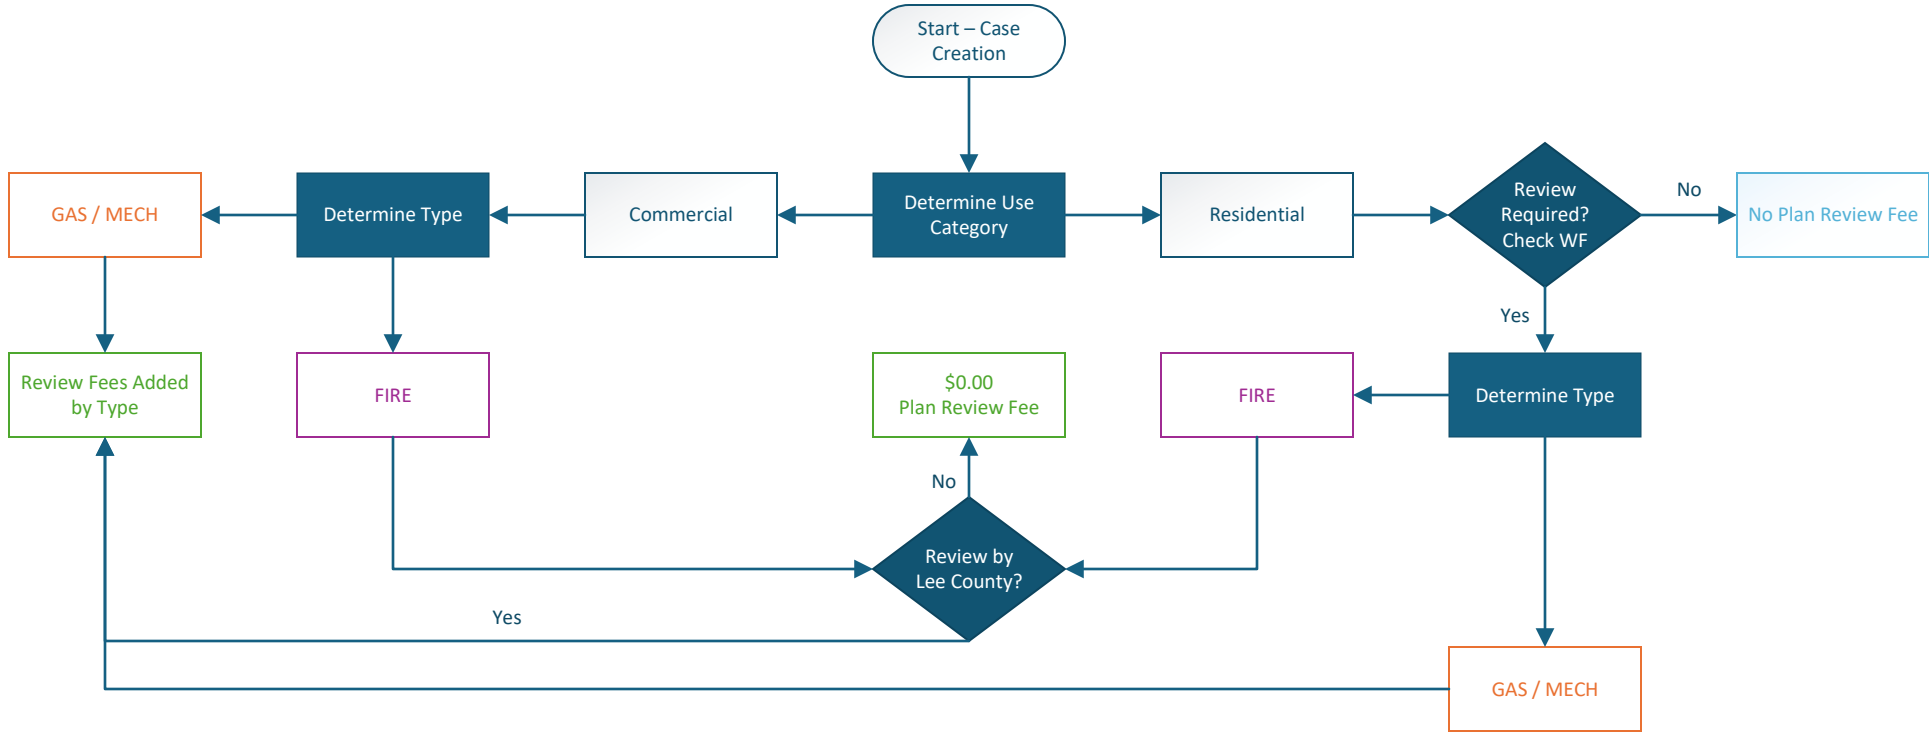 Start – Case
Creation
GAS / MECH
Determine Type
Commercial
Determine Use
Category
Residential
Review
Required?
Check WF
No
No Plan Review Fee
Yes
Review Fees Added
by Type
FIRE
$0.00
Plan Review Fee
FIRE
Determine Type
No
Review by
Lee County?
Yes
GAS / MECH